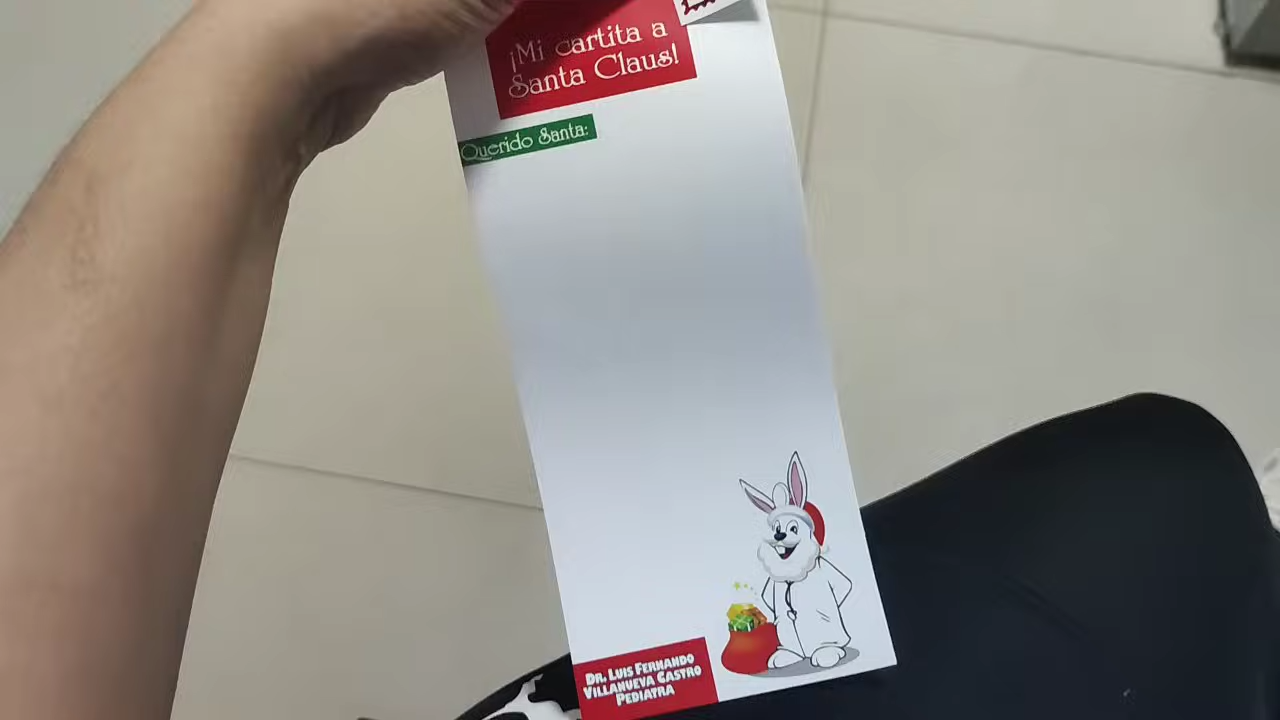 ¡Mi cartita a
Santa Claus!
Querido Santa:
DR. LUIS FERNANDO
VILLANUEVA CASTRO
PEDIATRA